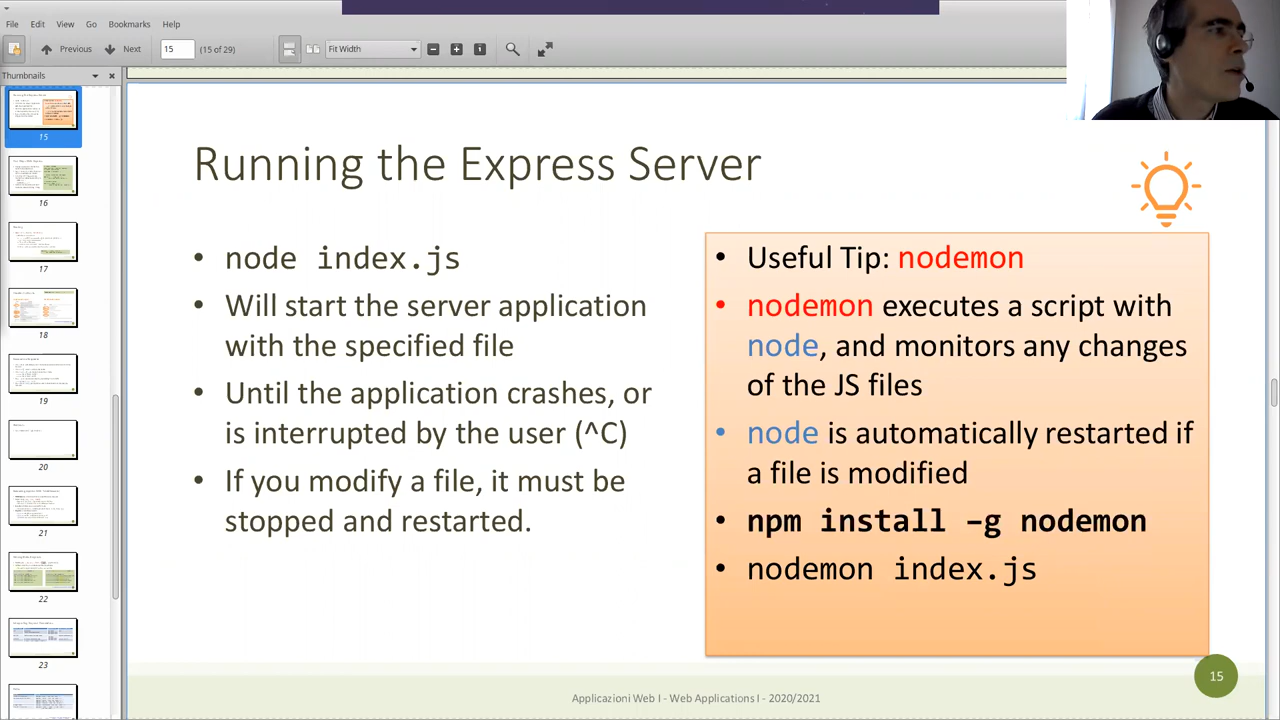 File Edit View Go Bookmarks Help
Previous Next 15 (15 of 29) Fit Width
Thumbnails
15
16
17
18
19
20
21
22
23
Running the Express Server
• node index.js
• Will start the server application
with the specified file
• Until the application crashes, or
is interrupted by the user (^C)
• If you modify a file, it must be
stopped and restarted.
• Useful Tip: nodemon
• nodemon executes a script with
node, and monitors any changes
of the JS files
• node is automatically restarted if
a file is modified
• npm install –g nodemon
• nodemon index.js
Applicazioni Web I - Web Applications I - 2020/2021
15